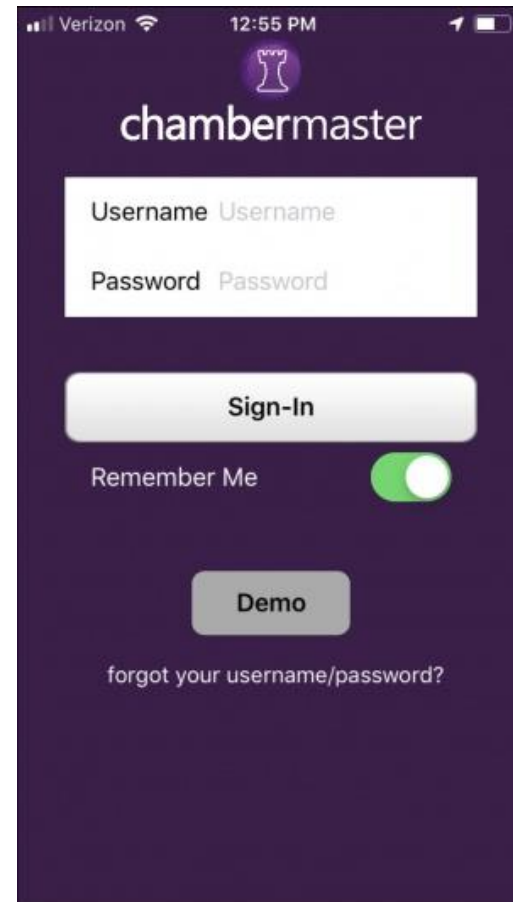 Verizon 12:55 PM
chambermaster
Username Username
Password Password
Sign-In
Remember Me
Demo
forgot your username/password?